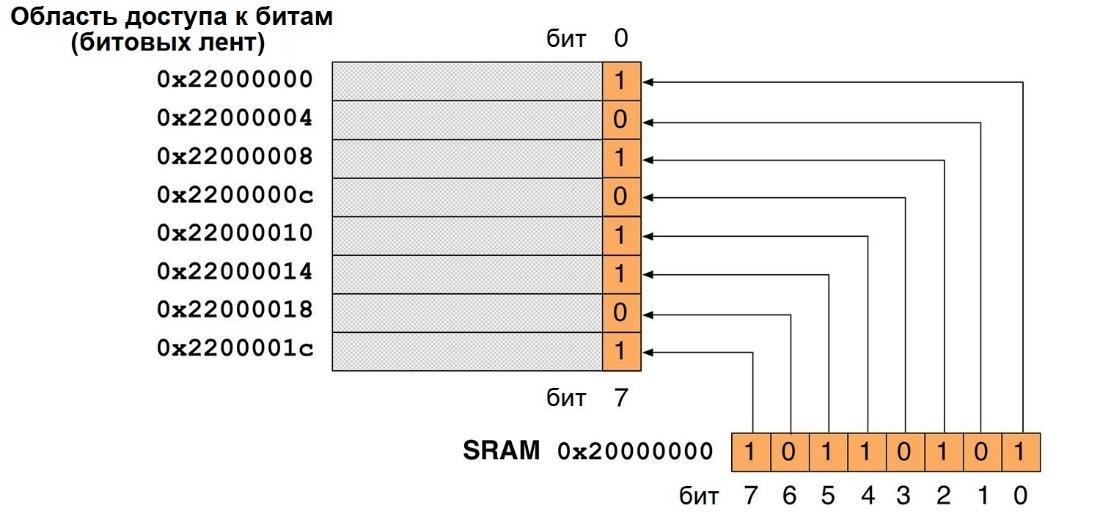 Область доступа к битам
(битовых лент)
бит 0
0x22000000 1
0x22000004 0
0x22000008 1
0x2200000c 0
0x22000010 1
0x22000014 1
0x22000018 0
0x2200001c 1
бит 7
SRAM 0x20000000 1 0 1 1 0 1 0 1
бит 7 6 5 4 3 2 1 0